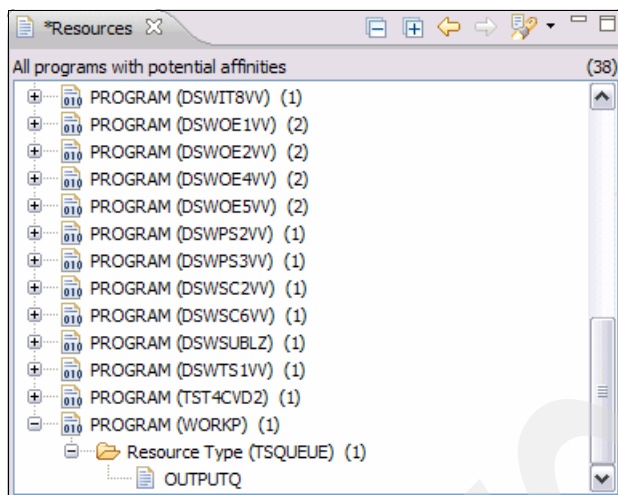 *Resources
All programs with potential affinities (38)
PROGRAM (DSWIT8VV) (1)
PROGRAM (DSWOE1VV) (2)
PROGRAM (DSWOE2VV) (2)
PROGRAM (DSWOE4VV) (2)
PROGRAM (DSWOE5VV) (2)
PROGRAM (DSWPS2VV) (1)
PROGRAM (DSWPS3VV) (1)
PROGRAM (DSWSC2VV) (1)
PROGRAM (DSWSC6VV) (1)
PROGRAM (DSWSUBLZ) (1)
PROGRAM (DSWTS1VV) (1)
PROGRAM (TST4CVD2) (1)
PROGRAM (WORKP) (1)
Resource Type (TSQUEUE) (1)
OUTPUTQ